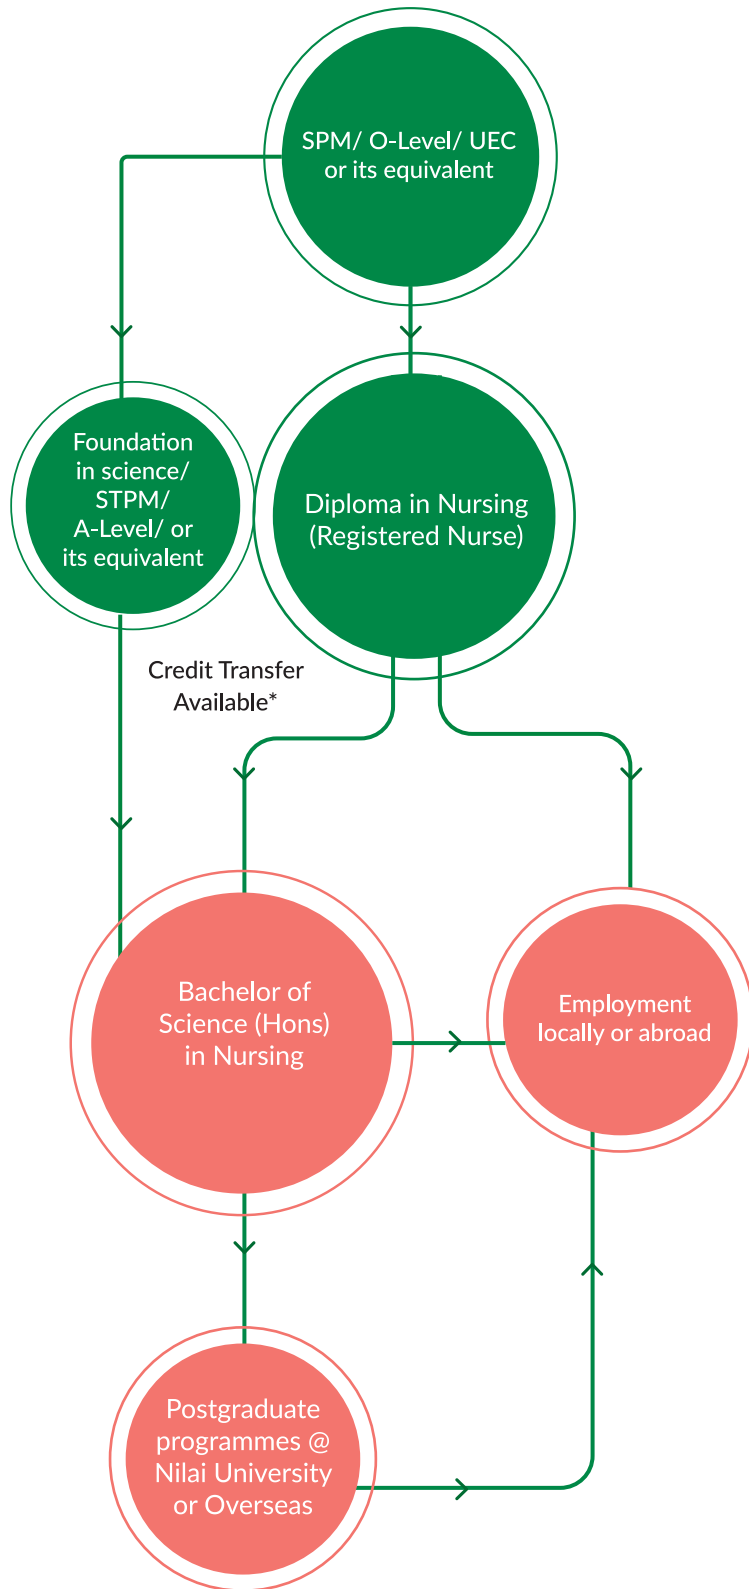 SPM/ O-Level/ UEC
or its equivalent
Foundation
in science/
STPM/
A-Level/ or
its equivalent
Diploma in Nursing
(Registered Nurse)
Credit Transfer
Available*
Bachelor of
Science (Hons)
in Nursing
Employment
locally or abroad
Postgraduate
programmes @
Nilai University
or Overseas